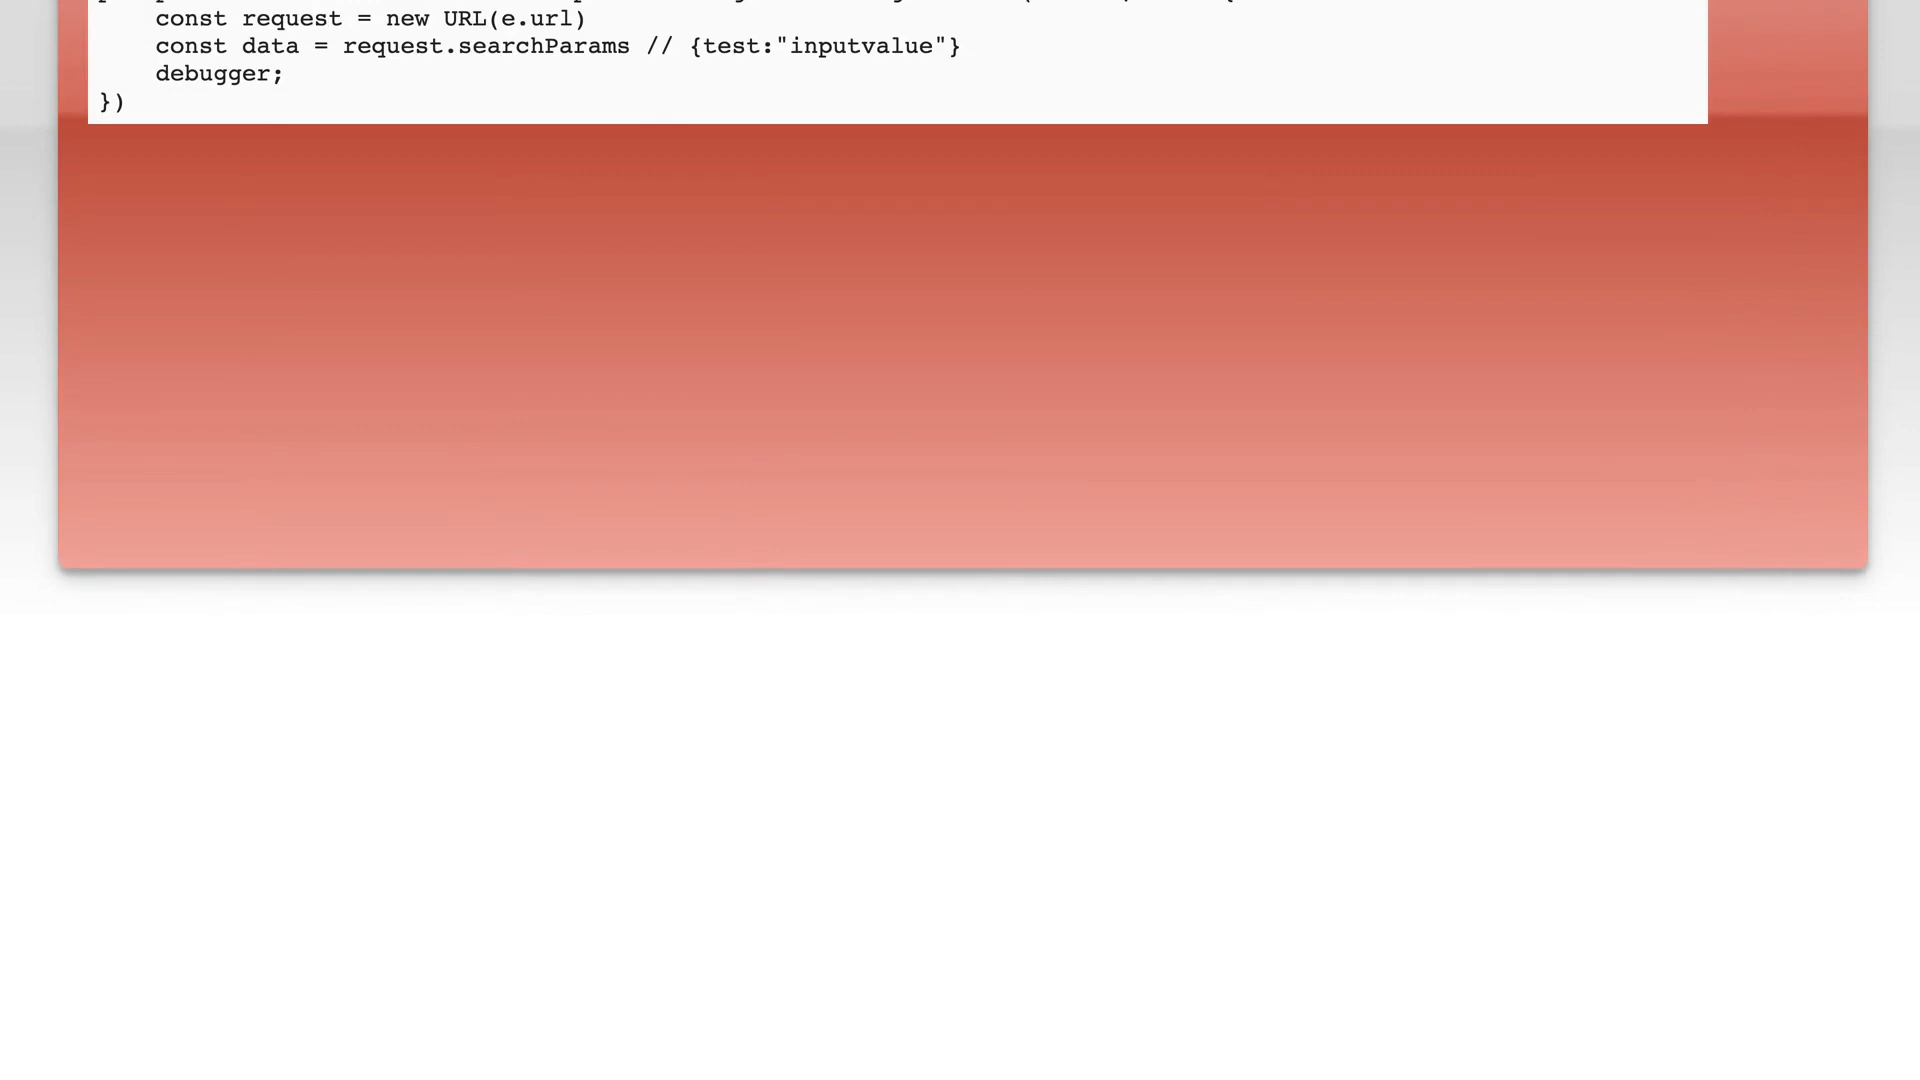 const request = new URL(e.url)
const data = request.searchParams // {test:"inputvalue"}
debugger;
})